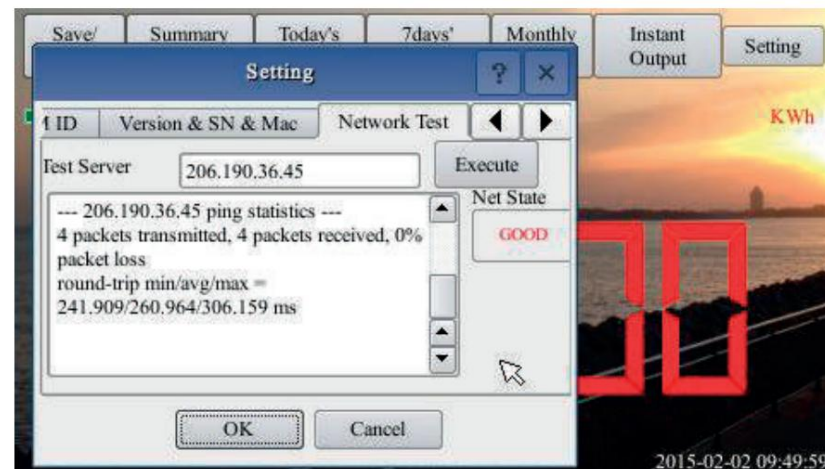 Save/
Summary
Today's
7days'
Monthly
Instant
Output
Setting
Setting
? ×
ID
Version & SN & Mac
Network Test
KWh
Test Server
206.190.36.45
Execute
Net State
GOOD
--- 206.190.36.45 ping statistics ---
4 packets transmitted, 4 packets received, 0%
packet loss
round-trip min/avg/max =
241.909/260.964/306.159 ms
0
OK
Cancel
2015-02-02 09:49:59